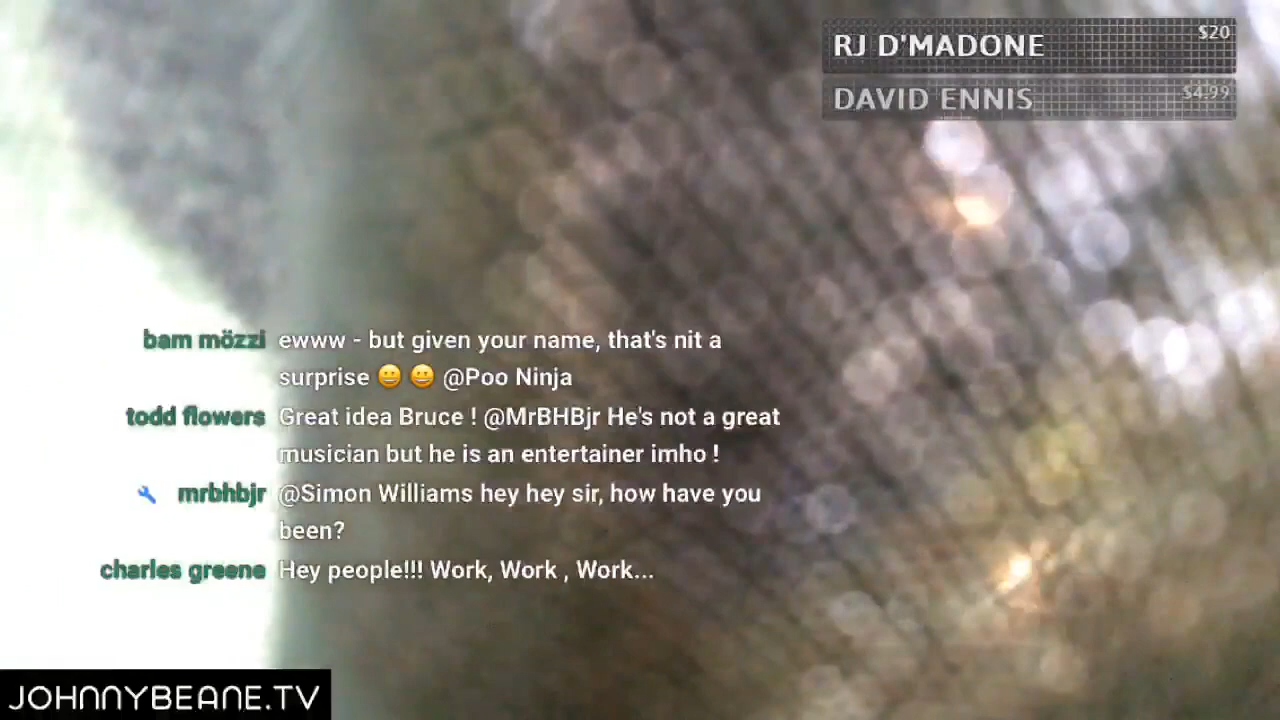 RJ D'MADONE $20
DAVID ENNIS $4.99
bam mözzi ewww - but given your name, that's nit a
surprise 😀 😀 @Poo Ninja
todd flowers Great idea Bruce ! @MrBHBjr He's not a great
musician but he is an entertainer imho !
mrbhbjr @Simon Williams hey hey sir, how have you
been?
charles greene Hey people!!! Work, Work , Work...
JOHNNYBEANE.TV